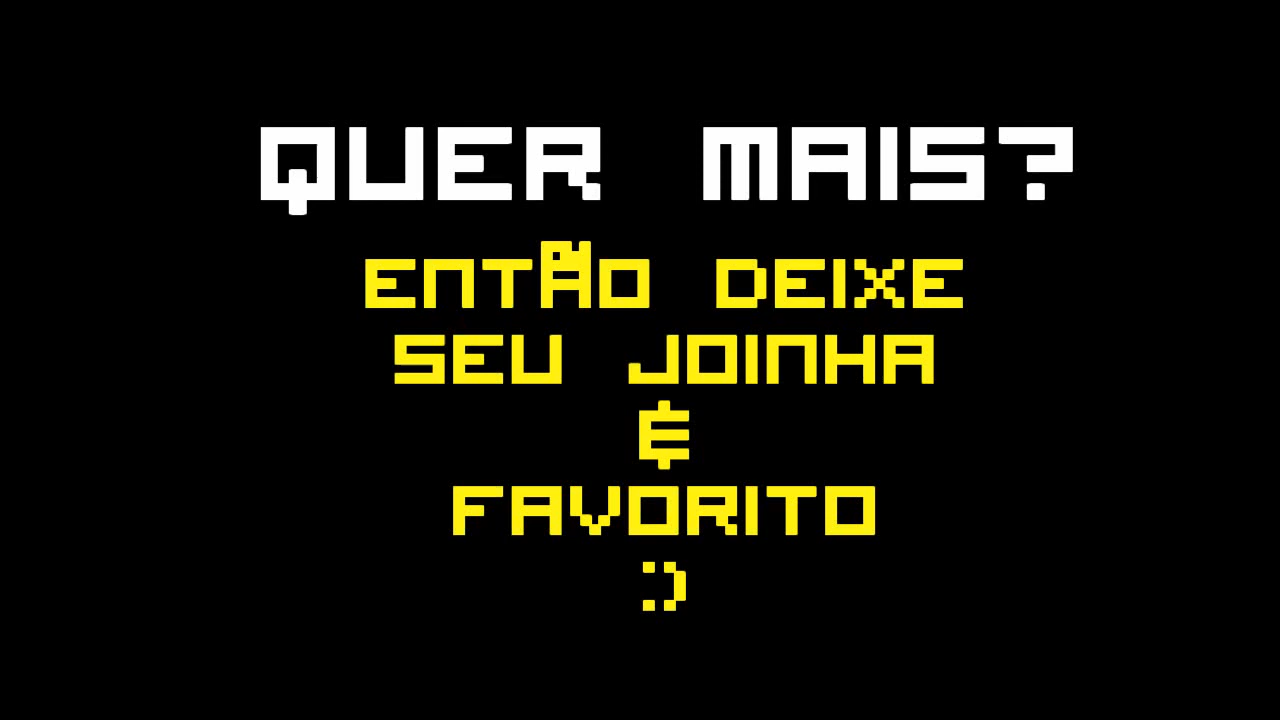 QUER MAIS?
ENTÃO DEIXE
SEU JOINHA
&
FAVORITO
:)